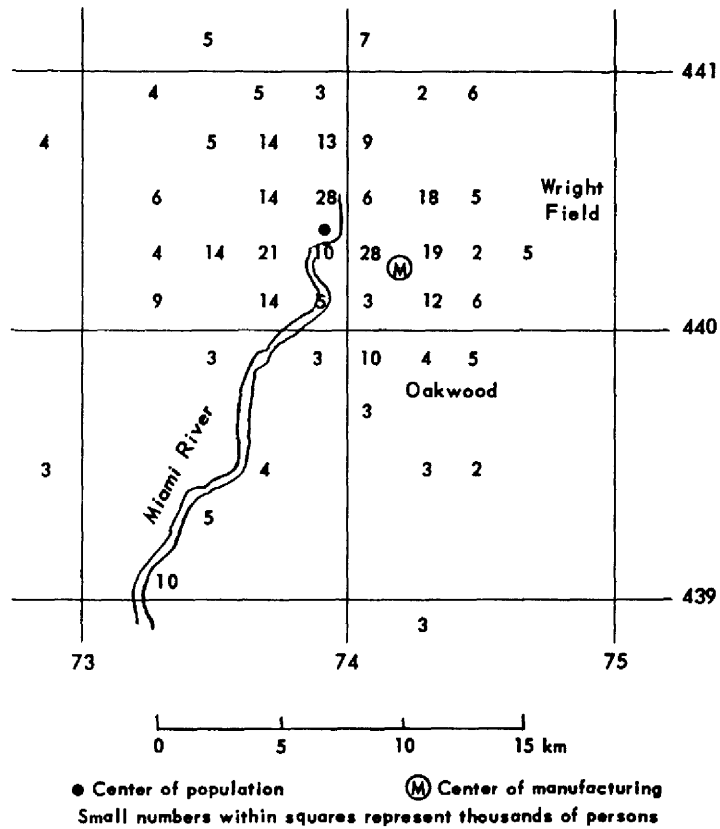 5 7
441
4 5 3 2 6
4 5 14 13 9
6 14 28 6 18 5 Wright
Field
4 14 21 10 28 M 19 2 5
9 14 5 3 12 6
440
3 3 10 4 5
Oakwood
3
Miami River
3 4 3 2
5
10
439
3
73 74 75
0 5 10 15 km
Center of population M Center of manufacturing
Small numbers within squares represent thousands of persons